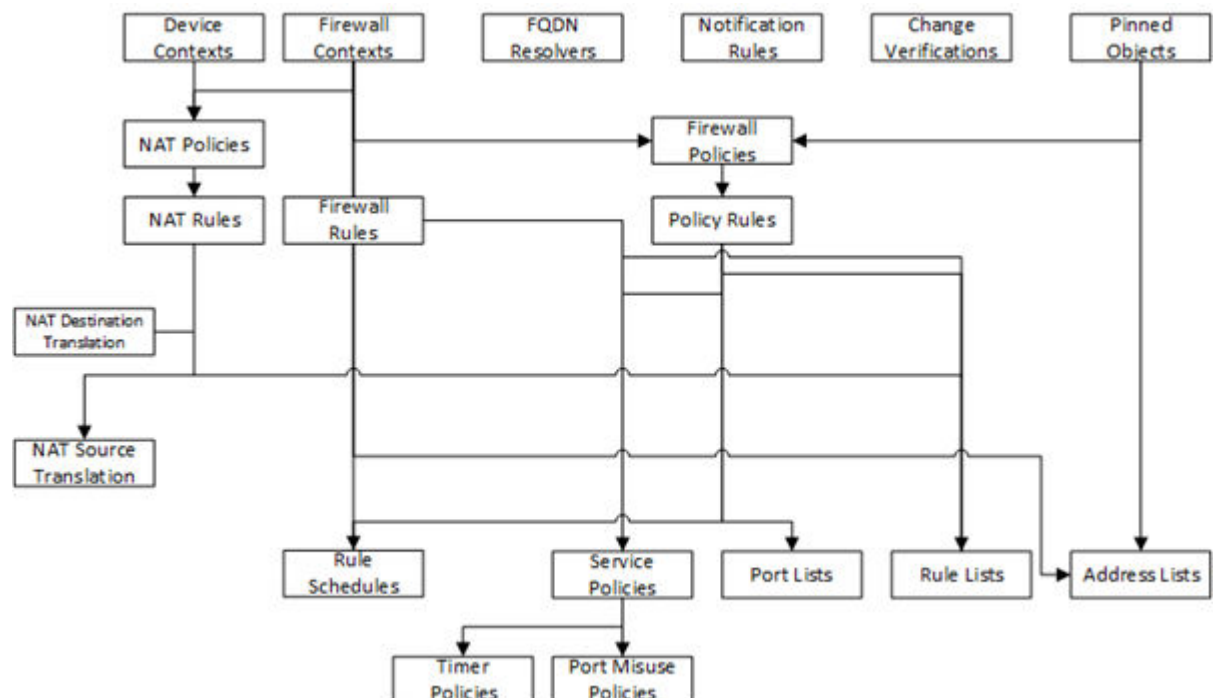 Device
Contexts
Firewall
Contexts
FQDN
Resolvers
Notification
Rules
Change
Verifications
Pinned
Objects
NAT Policies
Firewall
Policies
NAT Rules
Firewall
Rules
Policy Rules
NAT Destination
Translation
NAT Source
Translation
Rule
Schedules
Service
Policies
Port Lists
Rule Lists
Address Lists
Timer
Policies
Port Misuse
Policies